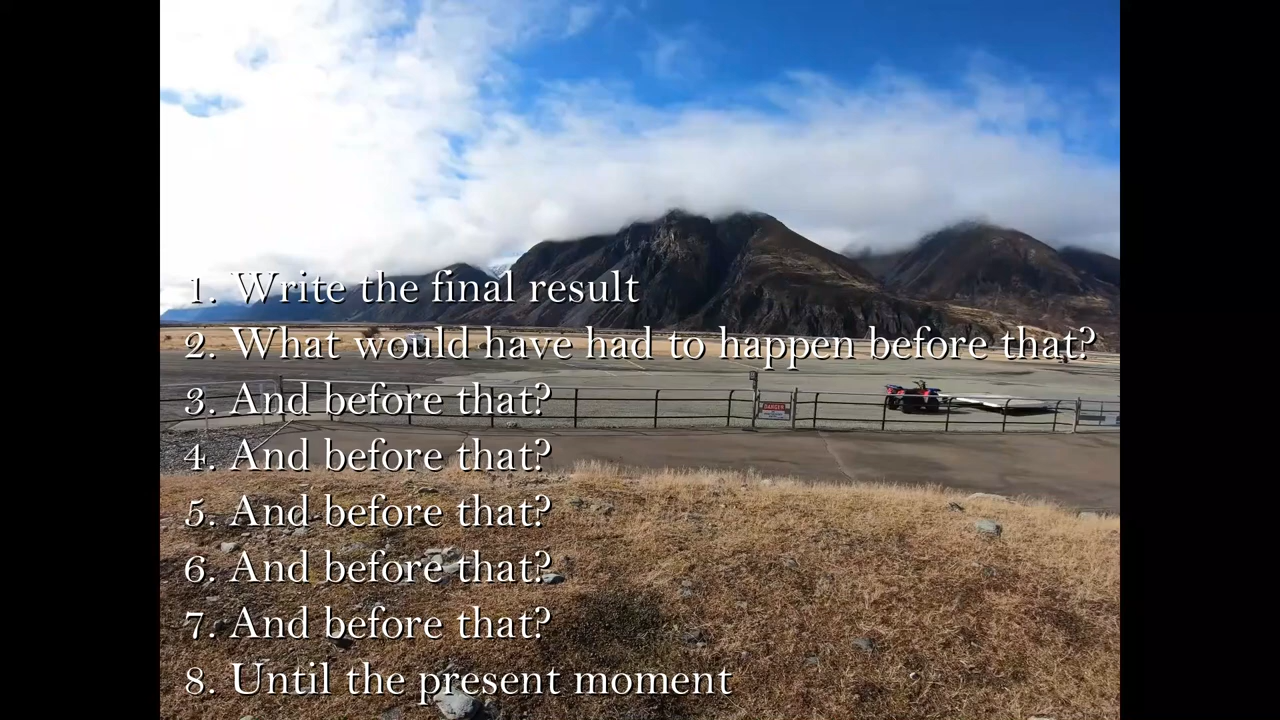 1. Write the final result
2. What would have had to happen before that?
3. And before that?
4. And before that?
5. And before that?
6. And before that?
7. And before that?
8. Until the present moment
DANGER